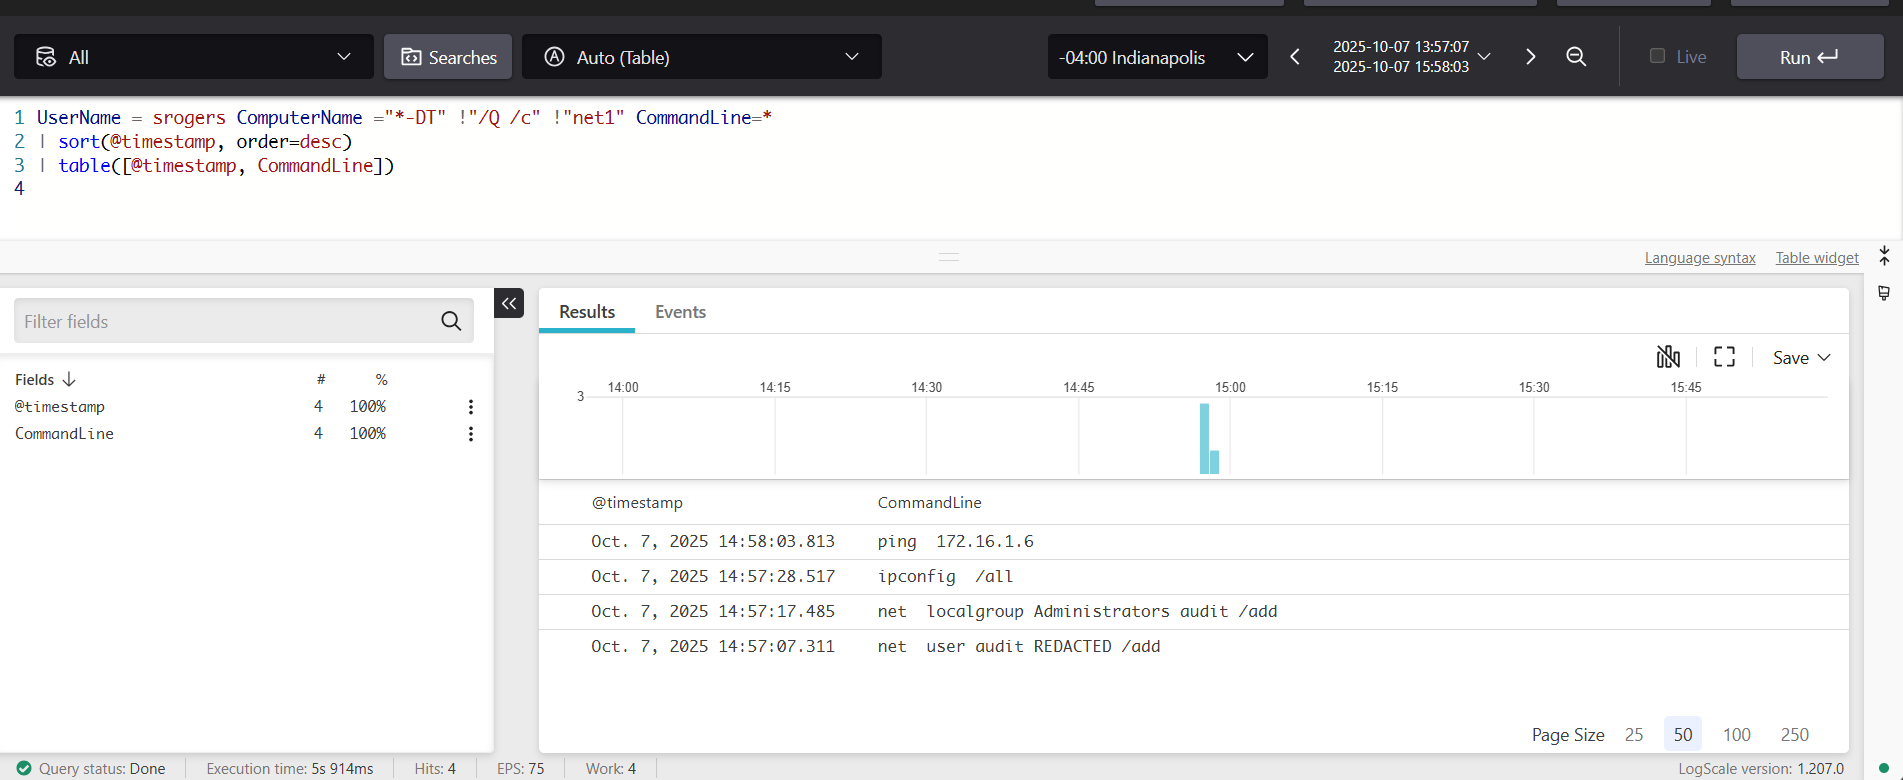 All
Searches
Auto (Table)
-04:00 Indianapolis
2025-10-07 13:57:07
2025-10-07 15:58:03
Live
Run
1 UserName = srogers ComputerName ="*-DT" !"/Q /c" !"net1" CommandLine=*
2 | sort(@timestamp, order=desc)
3 | table([@timestamp, CommandLine])
4
Language syntax Table widget
Filter fields
Fields # %
@timestamp 4 100%
CommandLine 4 100%
Results Events
Save
14:00 14:15 14:30 14:45 15:00 15:15 15:30 15:45
3
@timestamp CommandLine
Oct. 7, 2025 14:58:03.813 ping  172.16.1.6
Oct. 7, 2025 14:57:28.517 ipconfig  /all
Oct. 7, 2025 14:57:17.485 net  localgroup Administrators audit /add
Oct. 7, 2025 14:57:07.311 net  user audit REDACTED /add
Page Size 25 50 100 250
Query status: Done Execution time: 5s 914ms Hits: 4 EPS: 75 Work: 4 LogScale version: 1.207.0